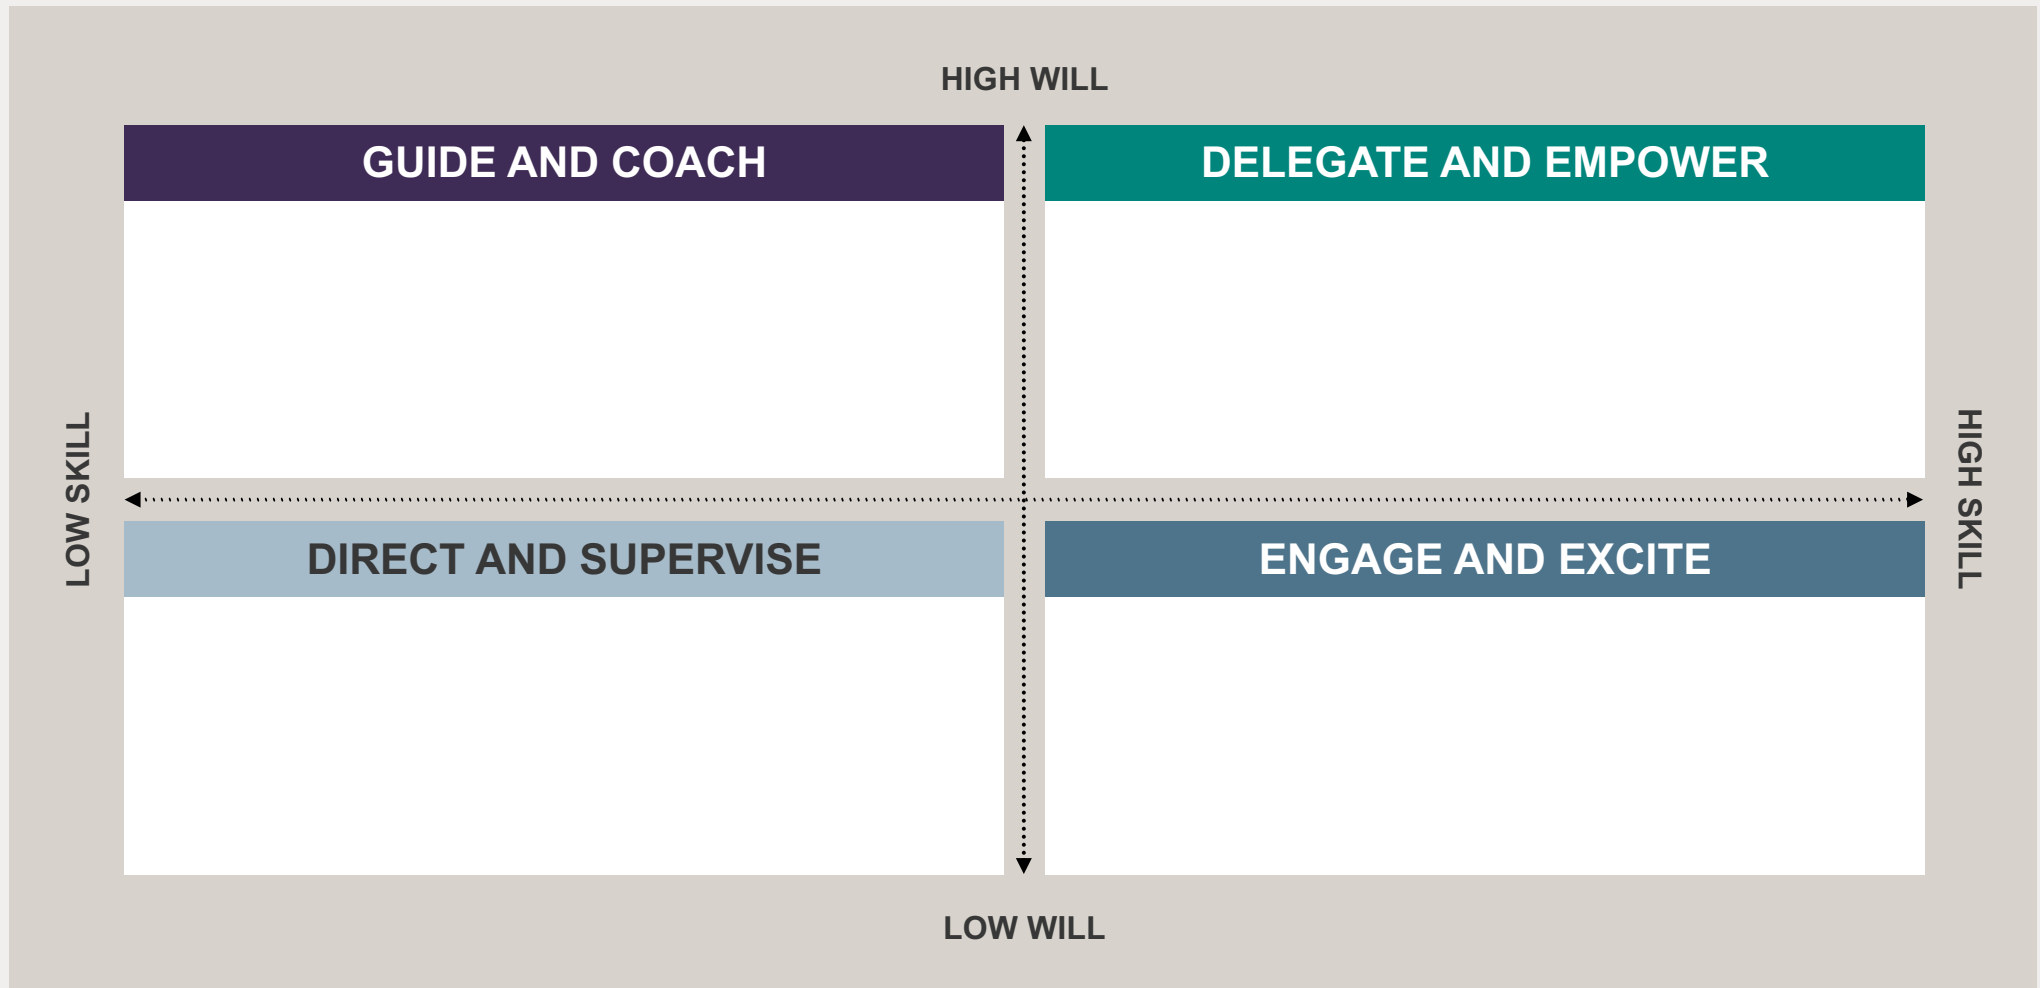 HIGH WILL
GUIDE AND COACH
DELEGATE AND EMPOWER
LOW SKILL
HIGH SKILL
DIRECT AND SUPERVISE
ENGAGE AND EXCITE
LOW WILL